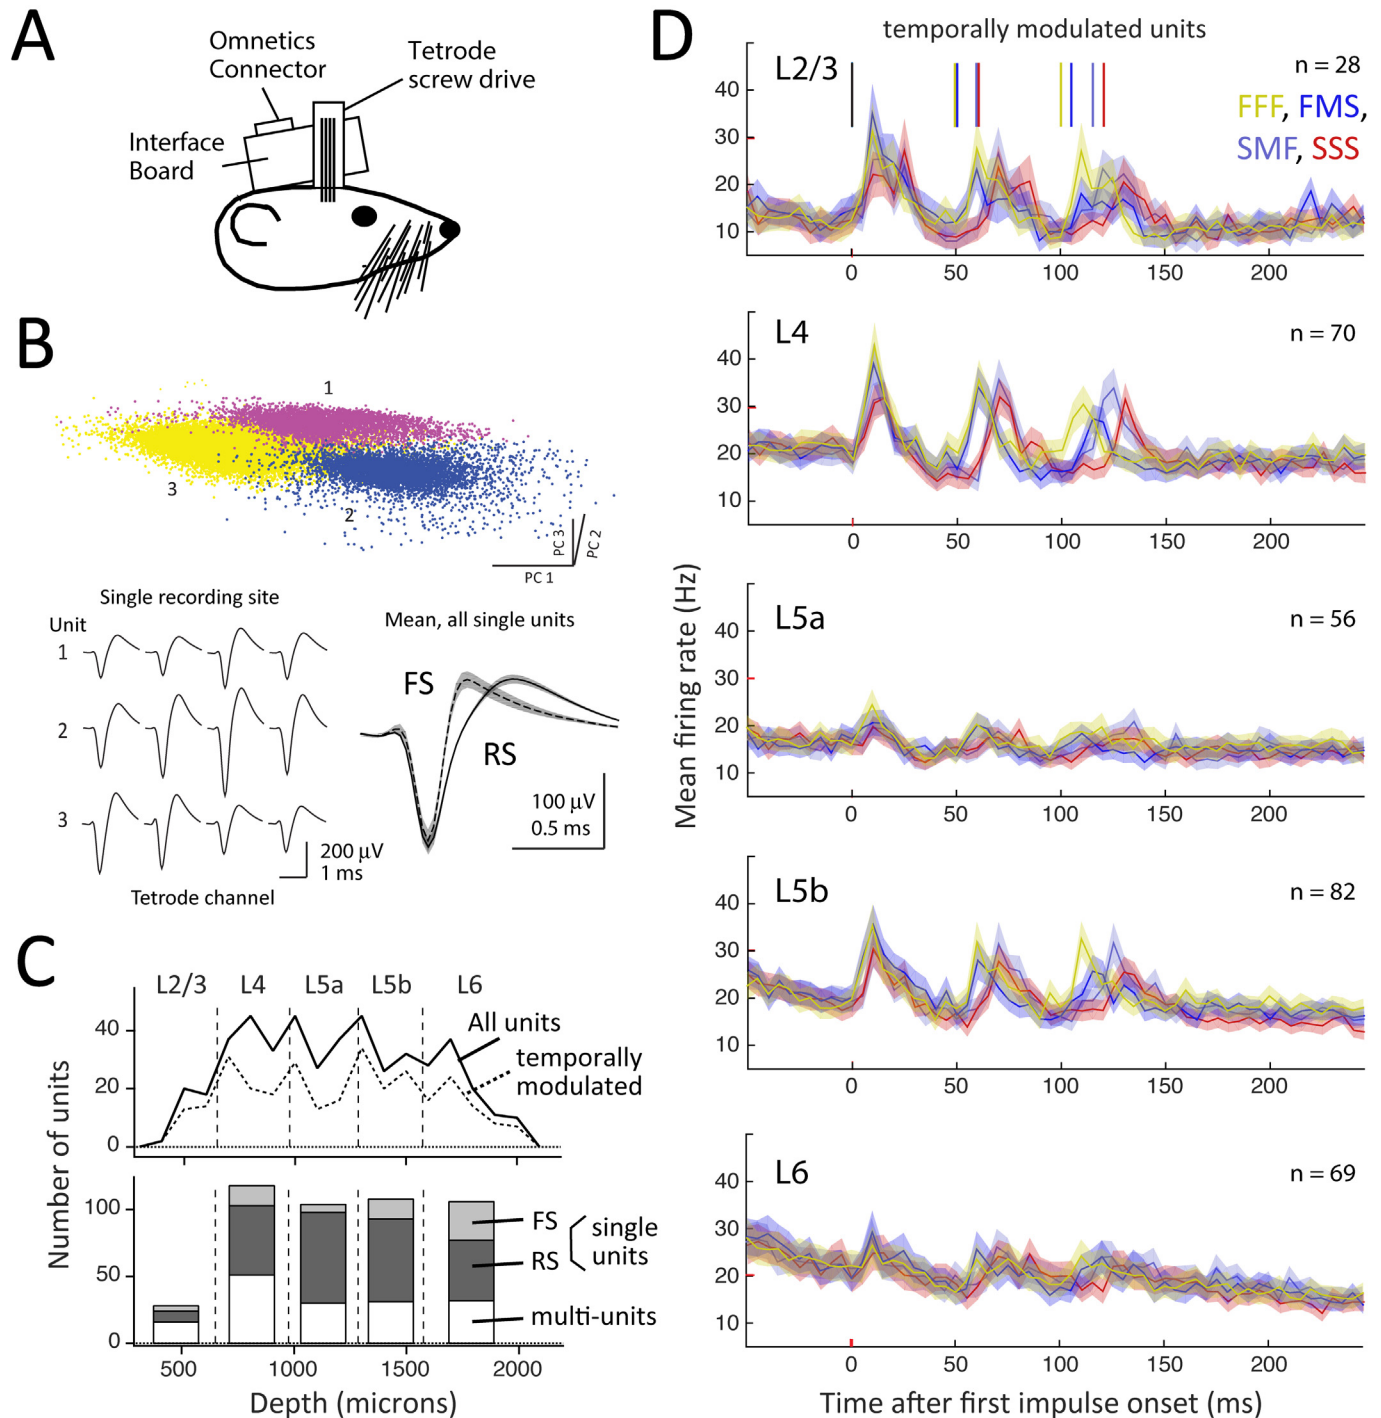 A
Omnetics
Connector
Tetrode
screw drive
Interface
Board
B
1
3
2
PC 3
PC 2
PC 1
Single recording site
Unit
1
2
3
200 µV
1 ms
Tetrode channel
Mean, all single units
FS
RS
100 µV
0.5 ms
C
L2/3 L4 L5a L5b L6
40
20
0
All units
temporally
modulated
Number of units
100
50
0
FS
RS
single
units
multi-units
500 1000 1500 2000
Depth (microns)
D
temporally modulated units
L2/3
n = 28
FFF, FMS,
SMF, SSS
40
30
20
10
0 50 100 150 200
L4
n = 70
40
30
20
10
0 50 100 150 200
L5a
n = 56
40
30
20
10
0 50 100 150 200
Mean firing rate (Hz)
L5b
n = 82
40
30
20
10
0 50 100 150 200
L6
n = 69
40
30
20
10
0 50 100 150 200
Time after first impulse onset (ms)